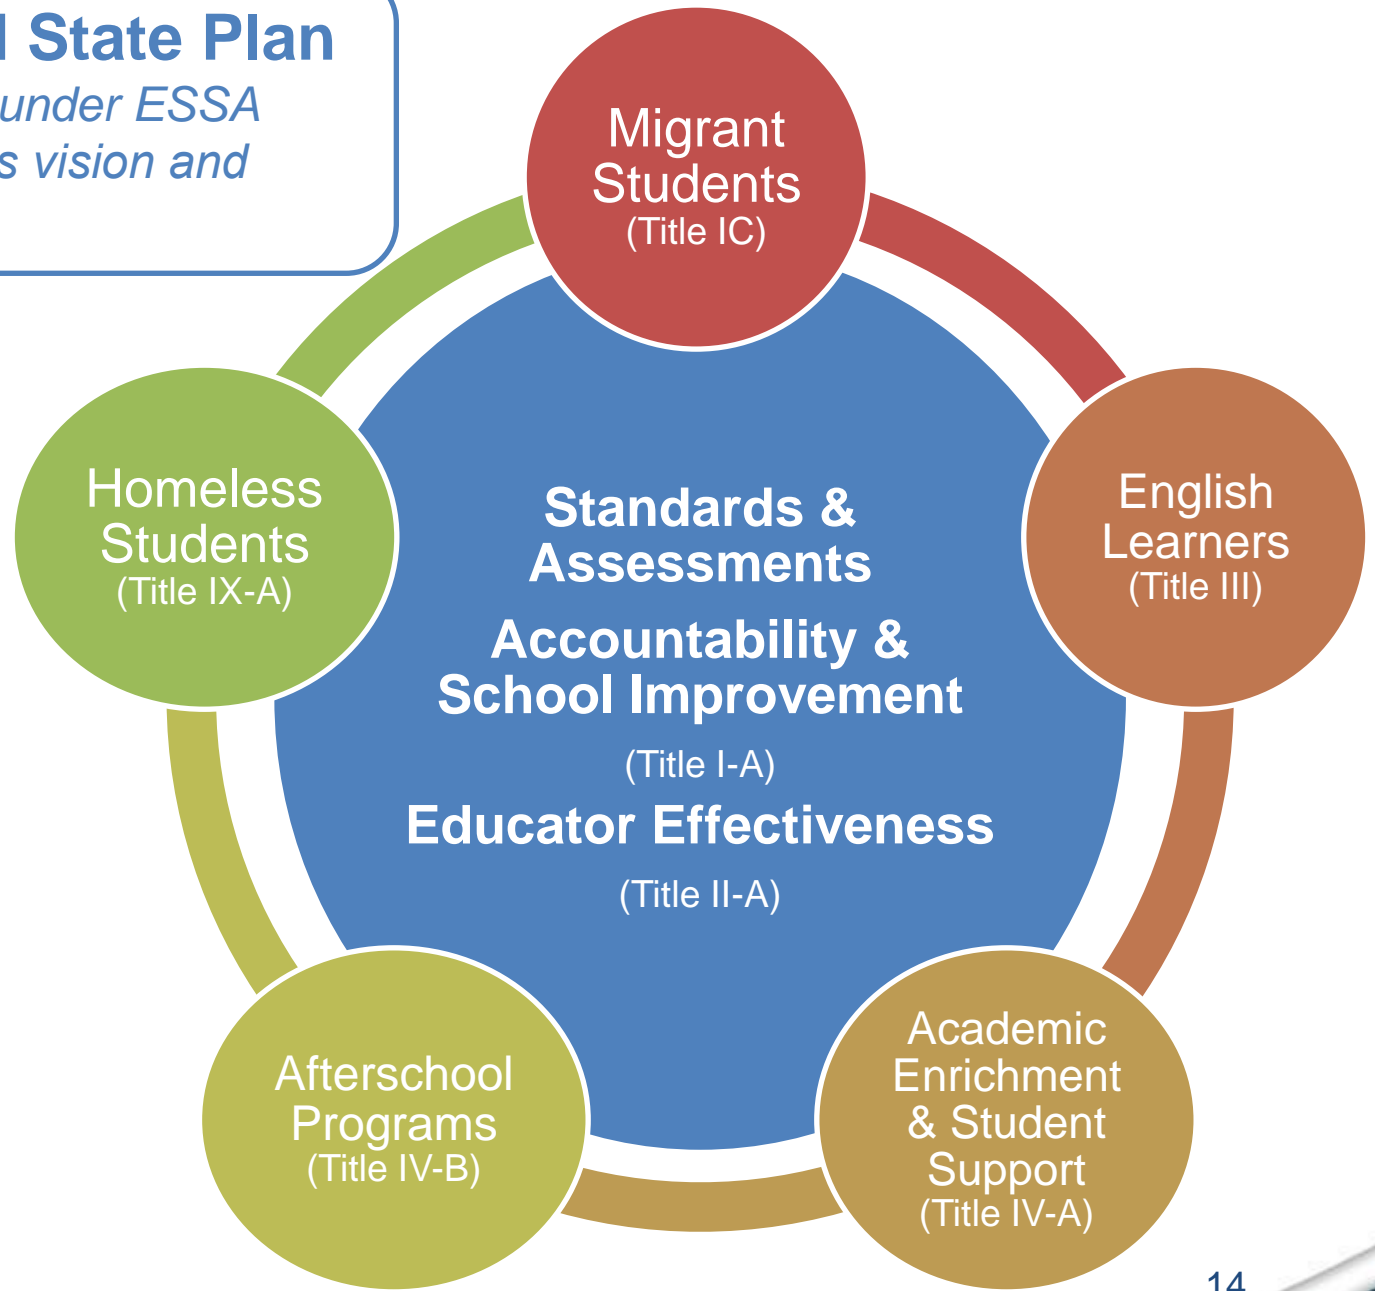 State Plan
under ESSA
vision and
Migrant
Students
(Title IC)
Homeless
Students
(Title IX-A)
English
Learners
(Title III)
Standards &
Assessments
Accountability &
School Improvement
(Title I-A)
Educator Effectiveness
(Title II-A)
Afterschool
Programs
(Title IV-B)
Academic
Enrichment
& Student
Support
(Title IV-A)
14